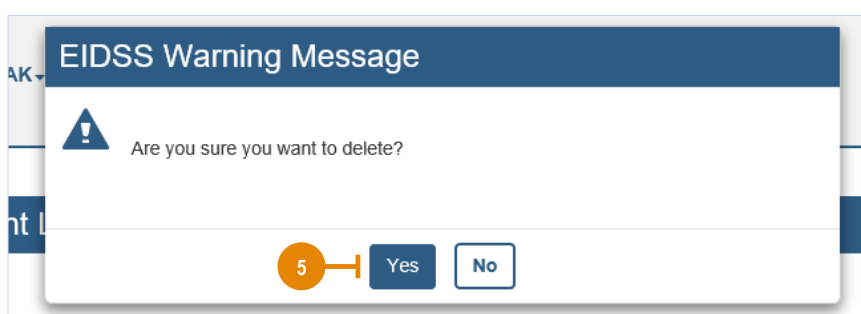 EIDSS Warning Message
AK
Are you sure you want to delete?
nt L
5 Yes No